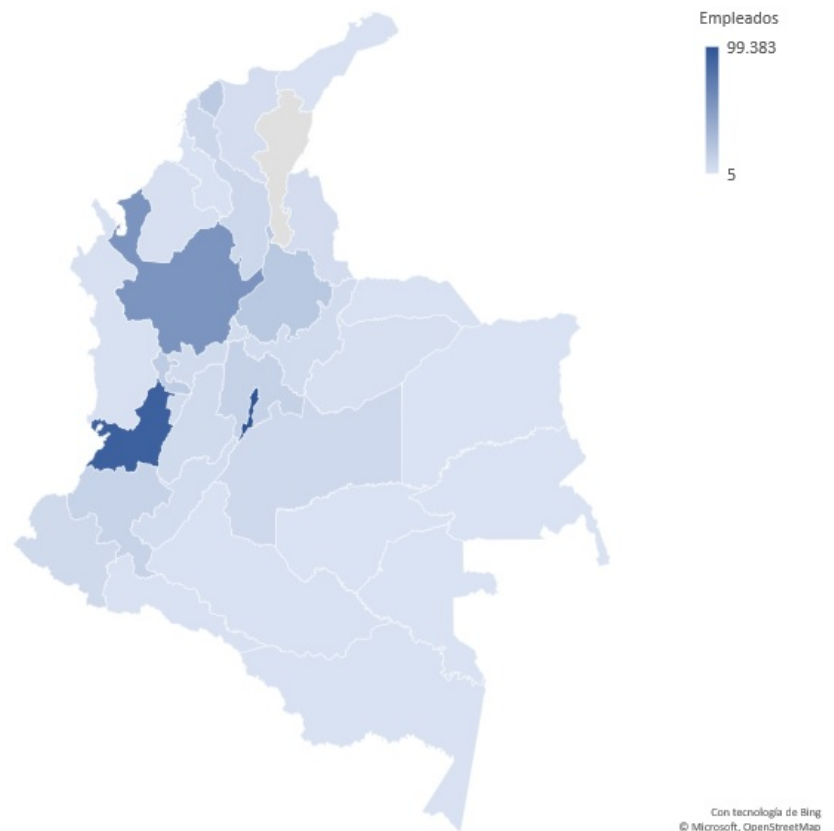 Empleados
99.383
5
Con tecnología de Bing
© Microsoft, OpenStreetMap